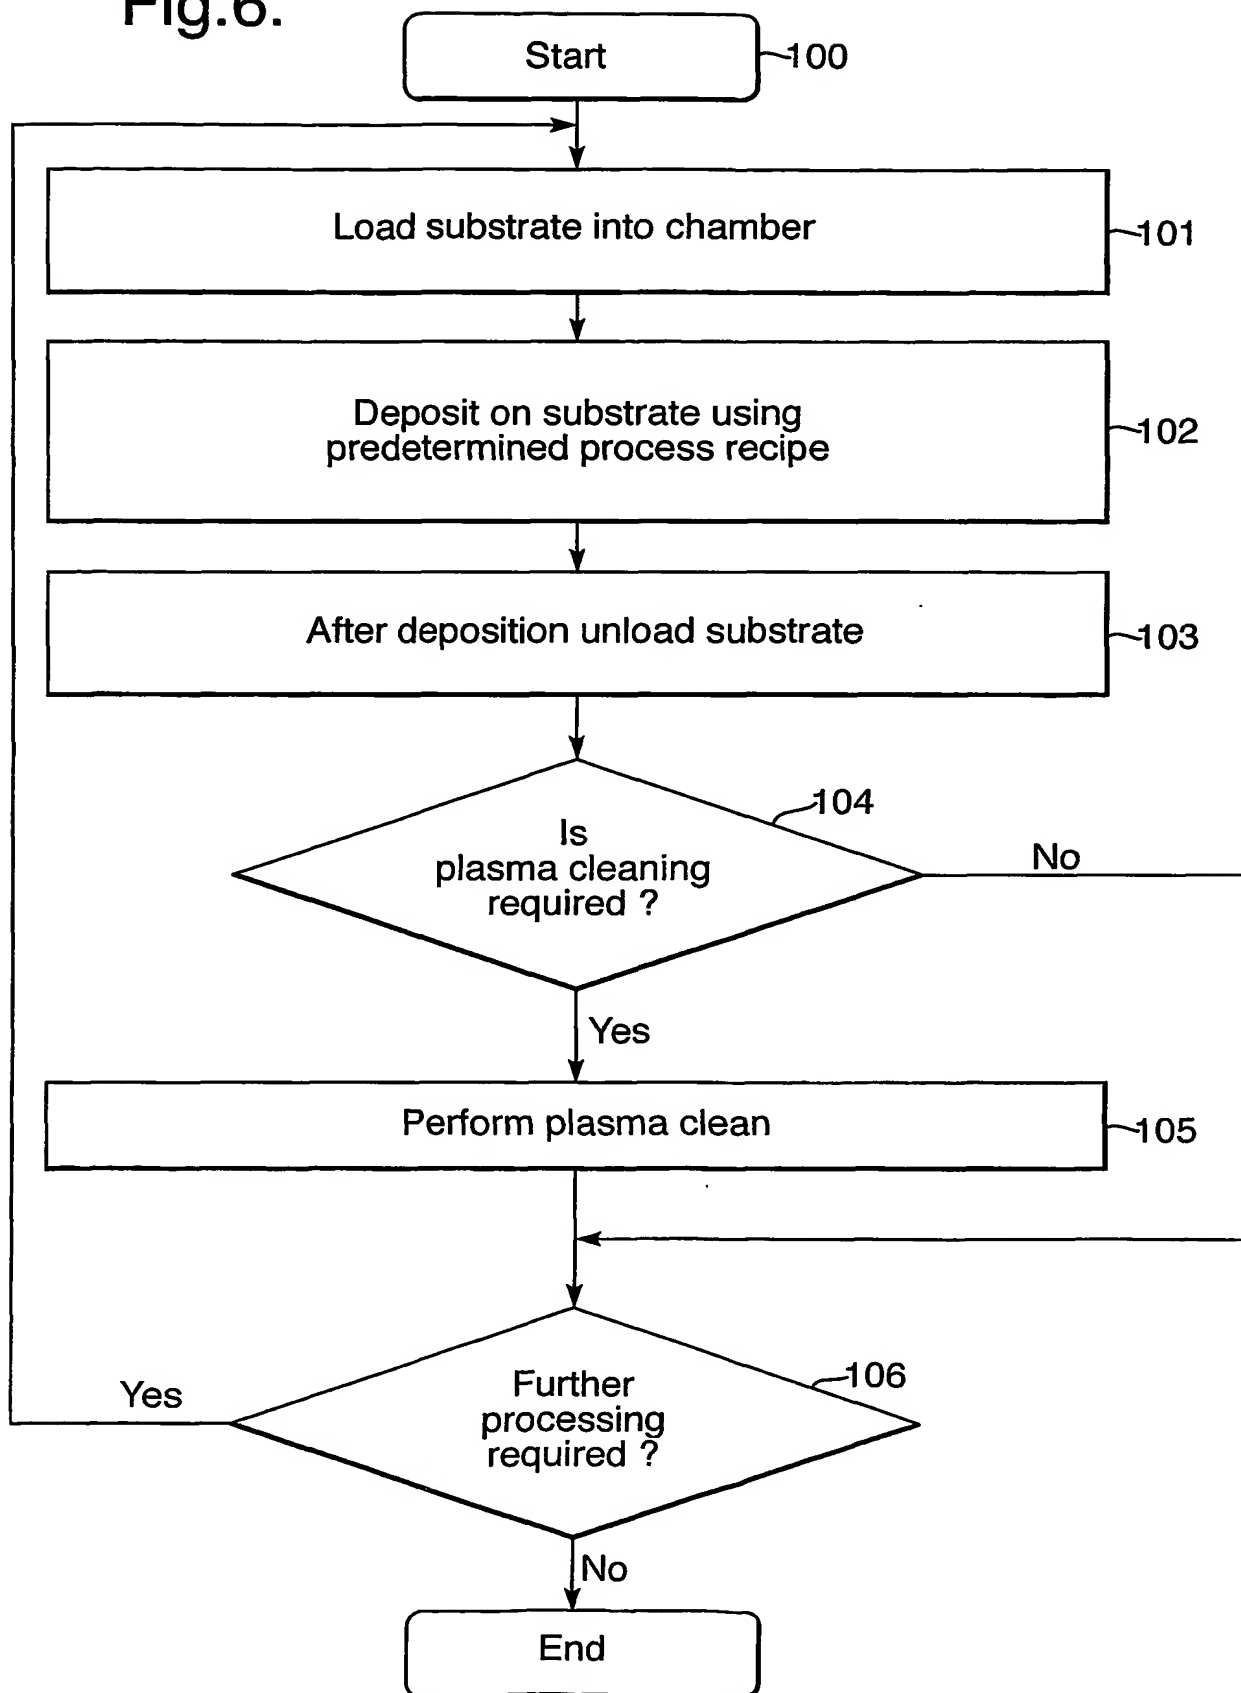 Fig.6.
Start
100
Load substrate into chamber
101
Deposit on substrate using
predetermined process recipe
102
After deposition unload substrate
103
104
Is
plasma cleaning
required ?
No
Yes
Perform plasma clean
105
106
Further
processing
required ?
Yes
No
End